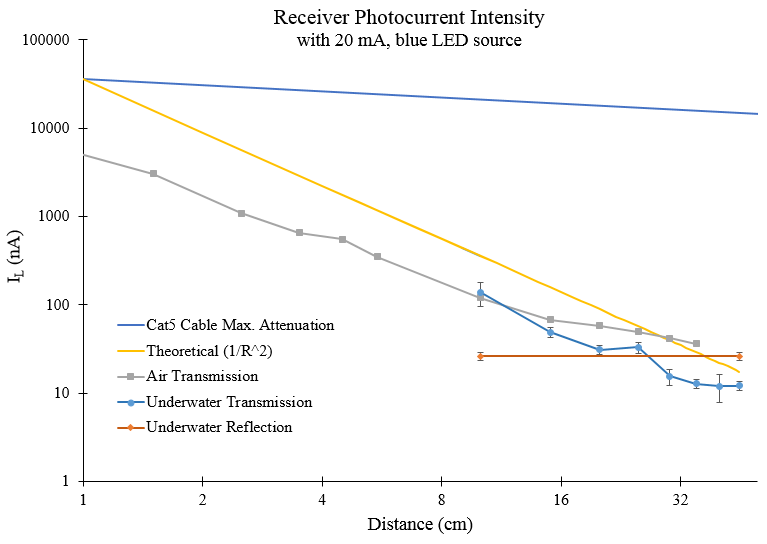 Receiver Photocurrent Intensity
with 20 mA, blue LED source
100000
10000
1000
100
10
1
I_L (nA)
Cat5 Cable Max. Attenuation
Theoretical (1/R^2)
Air Transmission
Underwater Transmission
Underwater Reflection
1 2 4 8 16 32
Distance (cm)